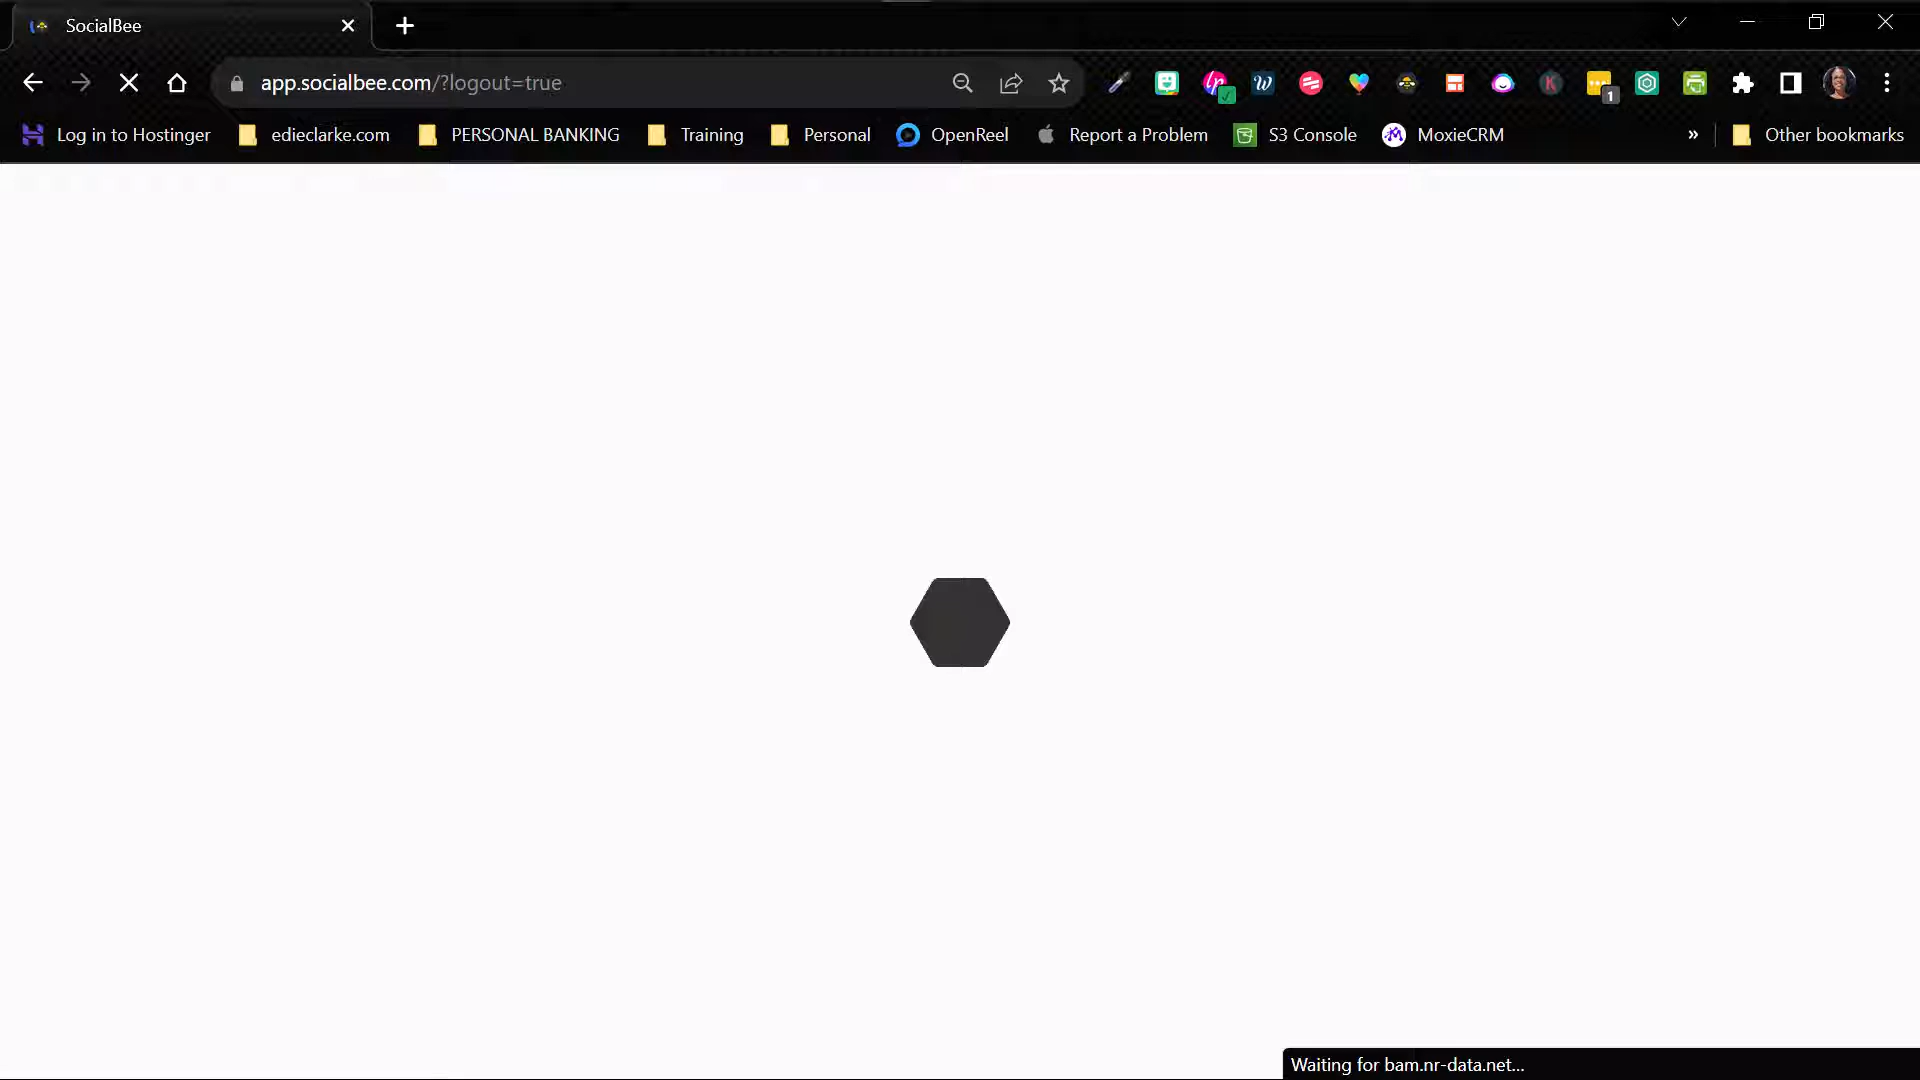 SocialBee
app.socialbee.com/?logout=true
1
Log in to Hostinger
edieclarke.com
PERSONAL BANKING
Training
Personal
OpenReel
Report a Problem
S3 Console
MoxieCRM
»
Other bookmarks
Waiting for bam.nr-data.net...